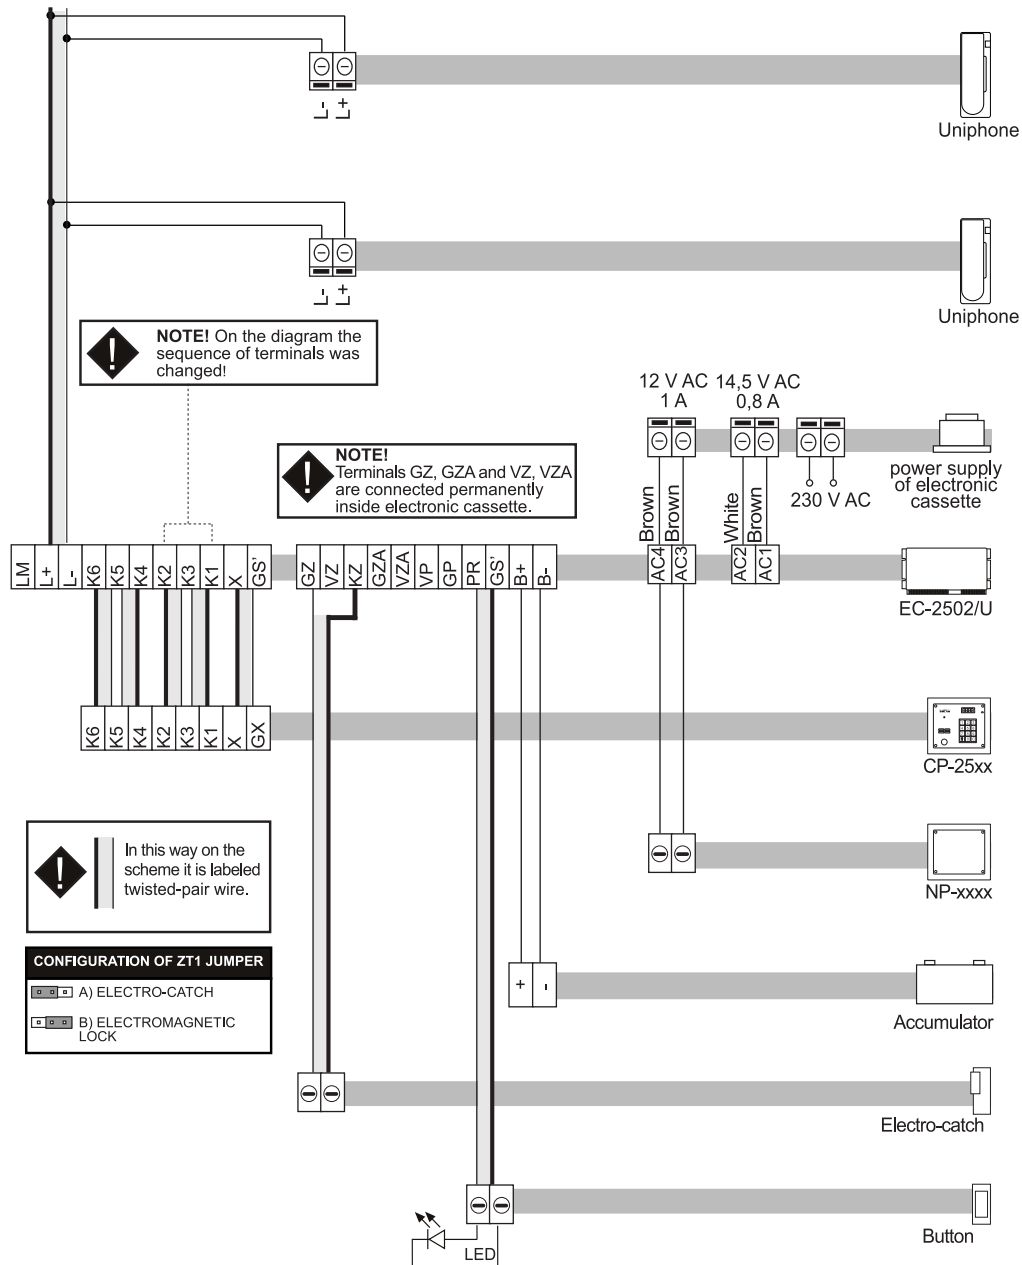 L-
L+
Uniphone
L-
L+
Uniphone
NOTE! On the diagram the
sequence of terminals was
changed!
12 V AC
1 A
14,5 V AC
0,8 A
230 V AC
power supply
of electronic
cassette
NOTE!
Terminals GZ, GZA and VZ, VZA
are connected permanently
inside electronic cassette.
Brown
Brown
White
Brown
LM
L+
L-
K6
K5
K4
K2
K3
K1
X
GS'
GZ
VZ
KZ
GZA
VZA
VP
GP
PR
GS'
B+
B-
AC4
AC3
AC2
AC1
EC-2502/U
K6
K5
K4
K2
K3
K1
X
GX
CP-25xx
In this way on the
scheme it is labeled
twisted-pair wire.
NP-xxxx
CONFIGURATION OF ZT1 JUMPER
A) ELECTRO-CATCH
B) ELECTROMAGNETIC
LOCK
+
-
Accumulator
Electro-catch
Button
LED